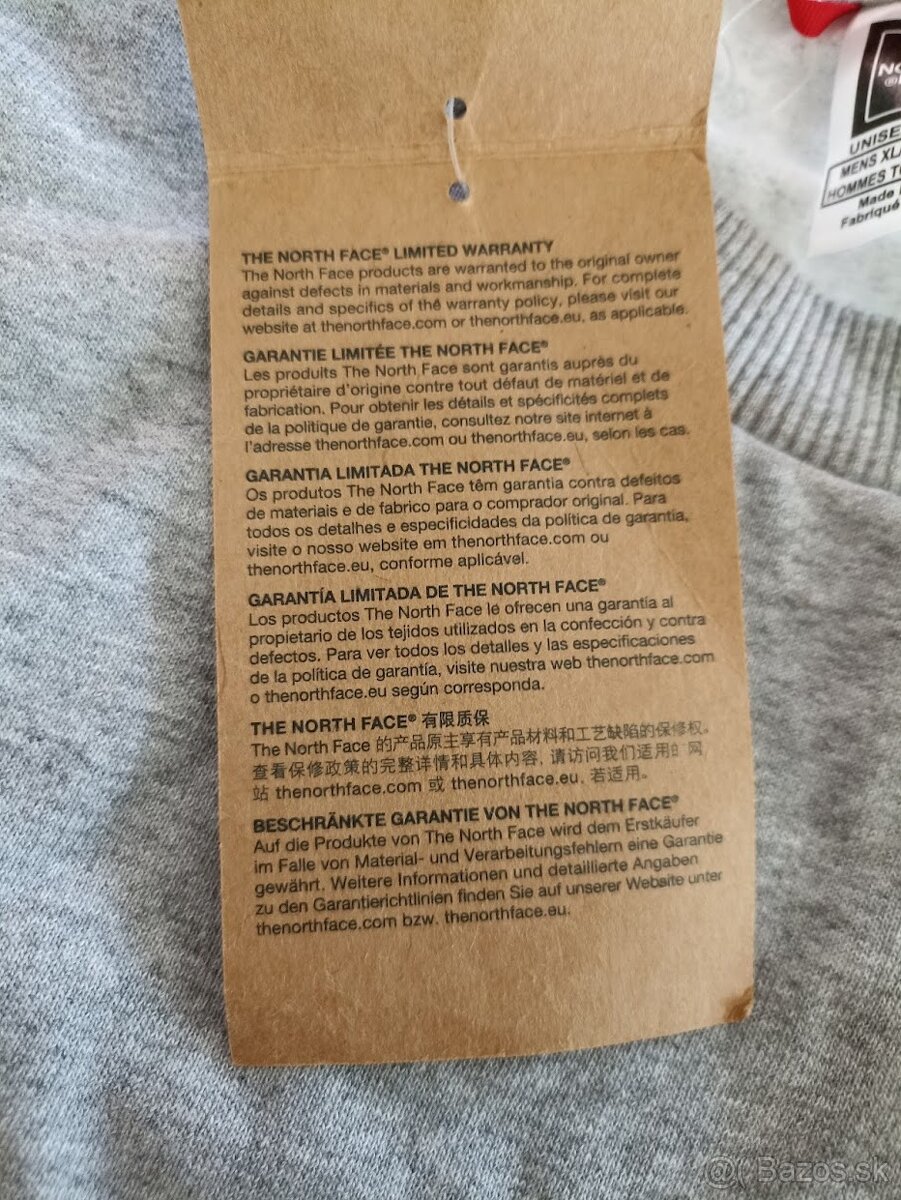 NO
UNISE
MENS XL
HOMMES T
Made
Fabriqué
THE NORTH FACE® LIMITED WARRANTY
The North Face products are warranted to the original owner
against defects in materials and workmanship. For complete
details and specifics of the warranty policy, please visit our
website at thenorthface.com or thenorthface.eu, as applicable.
GARANTIE LIMITÉE THE NORTH FACE®
Les produits The North Face sont garantis auprès du
propriétaire d'origine contre tout défaut de matériel et de
fabrication. Pour obtenir les détails et spécificités complets
de la politique de garantie, consultez notre site internet à
l'adresse thenorthface.com ou thenorthface.eu, selon les cas.
GARANTIA LIMITADA THE NORTH FACE®
Os produtos The North Face têm garantia contra defeitos
de materiais e de fabrico para o comprador original. Para
todos os detalhes e especificidades da política de garantia,
visite o nosso website em thenorthface.com ou
thenorthface.eu, conforme aplicável.
GARANTÍA LIMITADA DE THE NORTH FACE®
Los productos The North Face le ofrecen una garantía al
propietario de los tejidos utilizados en la confección y contra
defectos. Para ver todos los detalles y las especificaciones
de la política de garantía, visite nuestra web thenorthface.com
o thenorthface.eu según corresponda.
THE NORTH FACE® 有限质保
The North Face 的产品原主享有产品材料和工艺缺陷的保修权。
查看保修政策的完整详情和具体内容, 请访问我们适用的 网
站 thenorthface.com 或 thenorthface.eu, 若适用。
BESCHRÄNKTE GARANTIE VON THE NORTH FACE®
Auf die Produkte von The North Face wird dem Erstkäufer
im Falle von Material- und Verarbeitungsfehlern eine Garantie
gewährt. Weitere Informationen und detaillierte Angaben
zu den Garantierichtlinien finden Sie auf unserer Website unter
thenorthface.com bzw. thenorthface.eu.
Bazos.sk